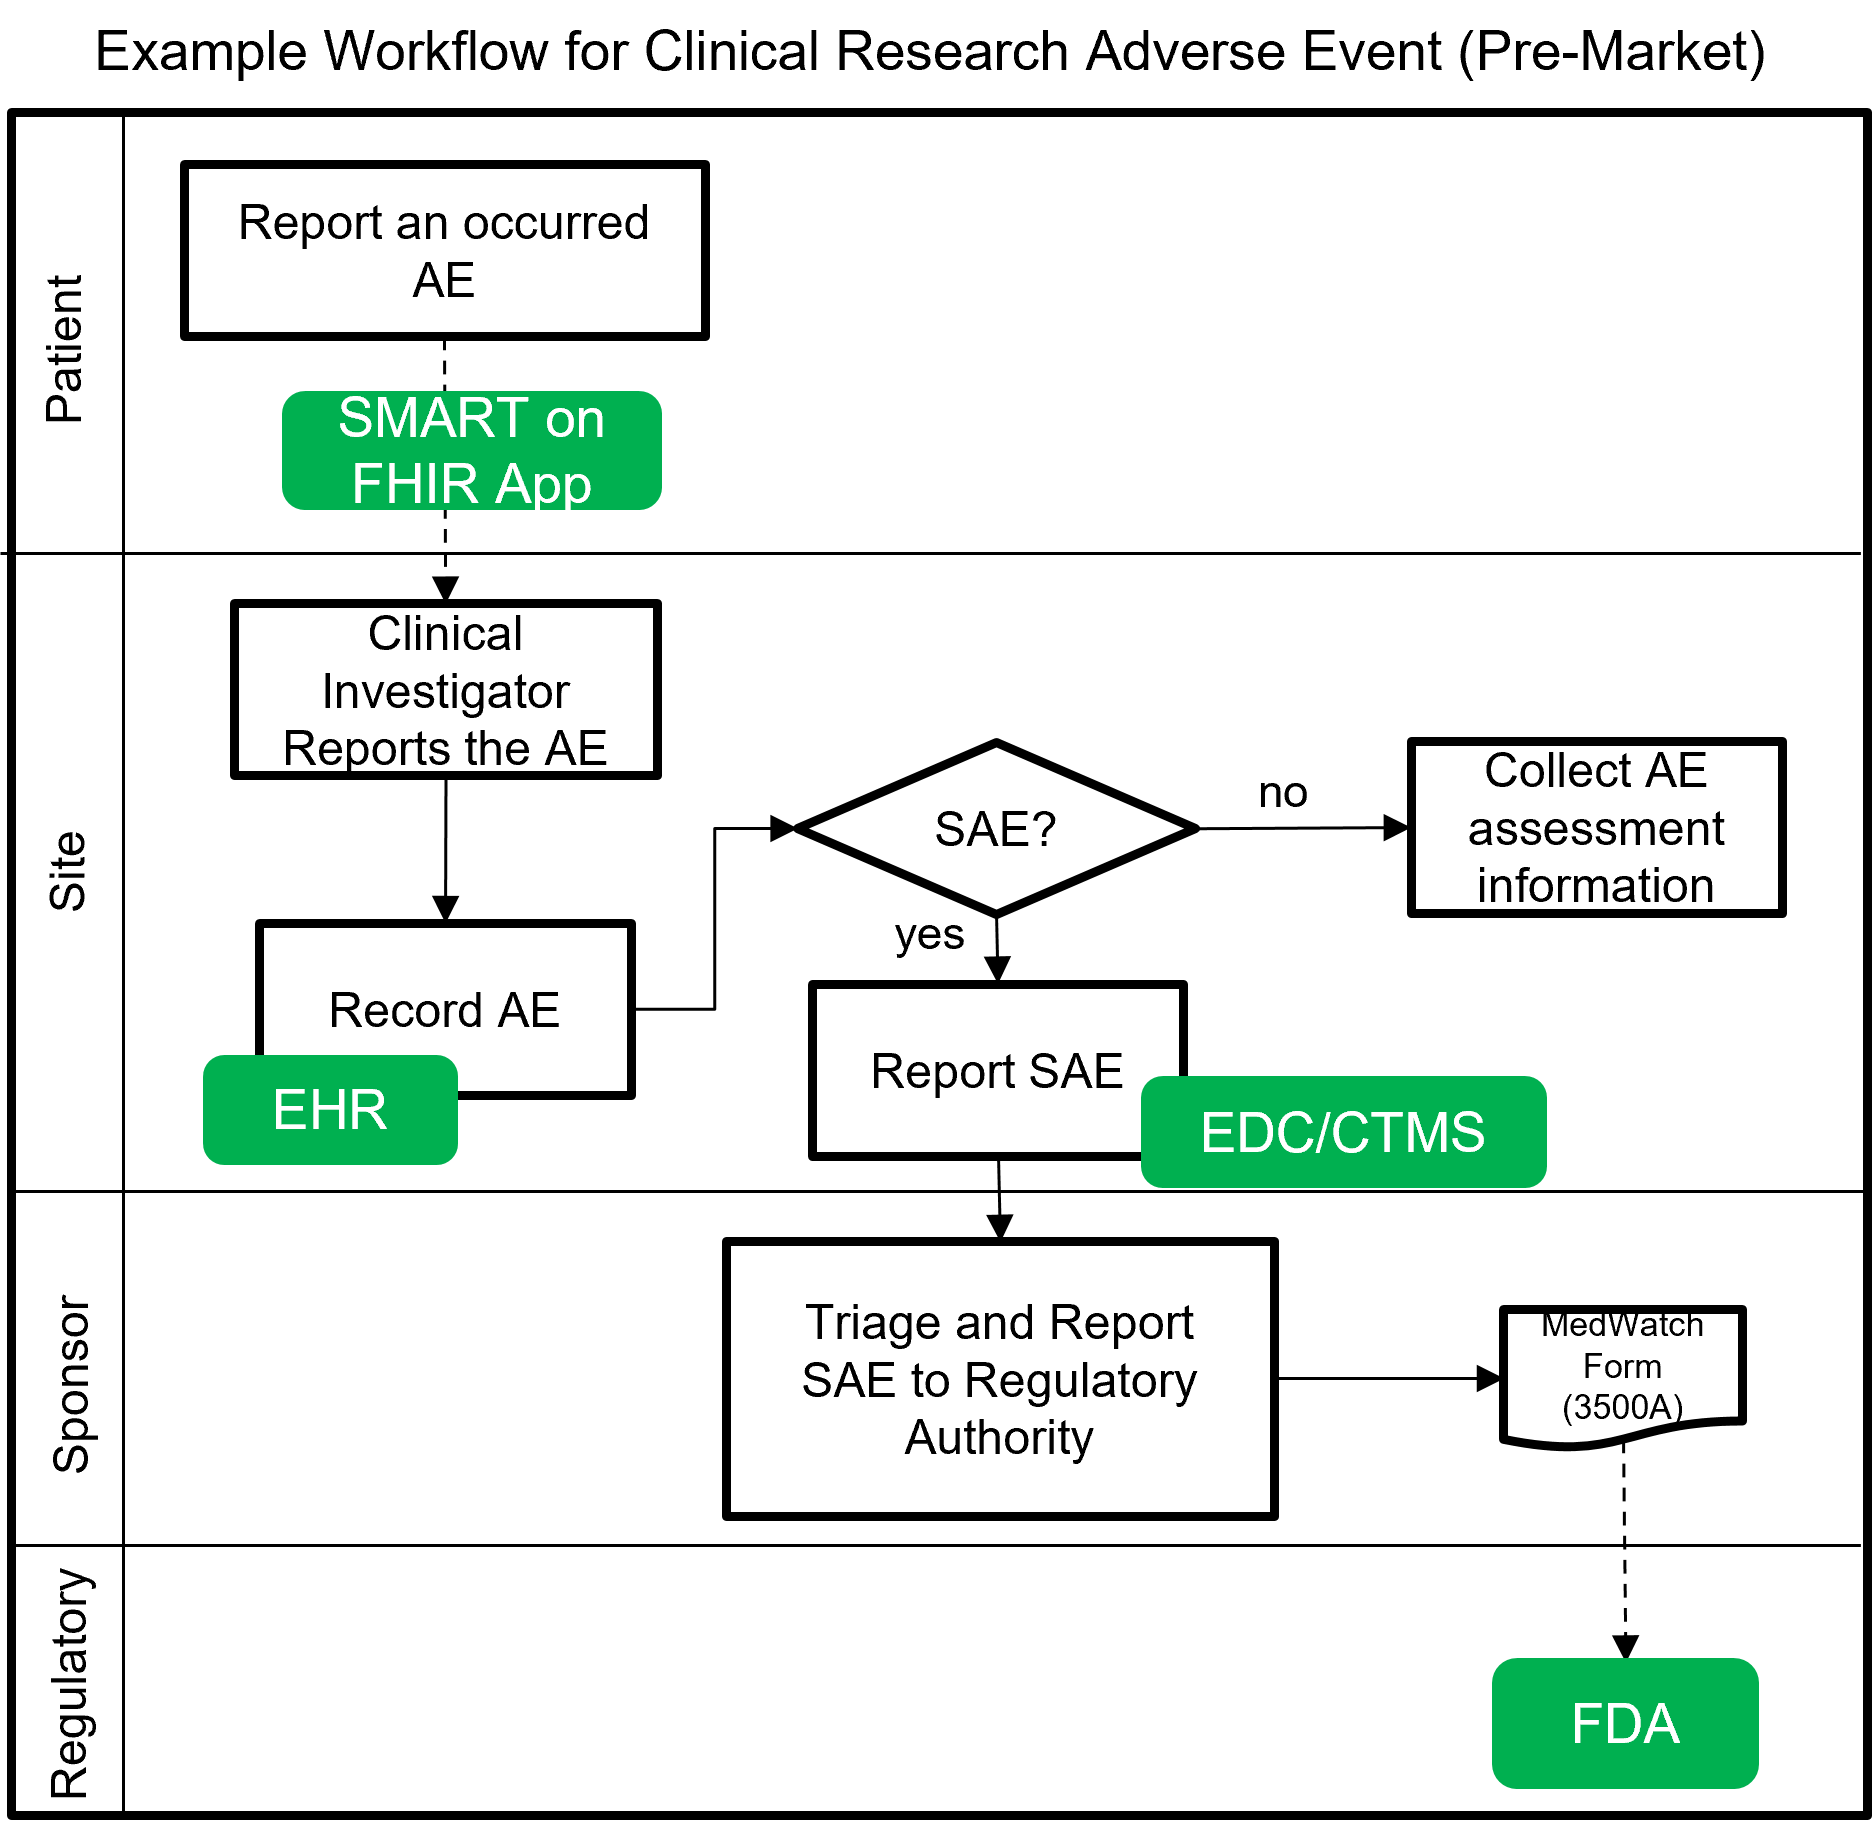 Example Workflow for Clinical Research Adverse Event (Pre-Market)
Patient
Report an occurred
AE
SMART on
FHIR App
Site
Clinical
Investigator
Reports the AE
Record AE
EHR
SAE?
no
Collect AE
assessment
information
yes
Report SAE
EDC/CTMS
Sponsor
Triage and Report
SAE to Regulatory
Authority
MedWatch
Form
(3500A)
Regulatory
FDA